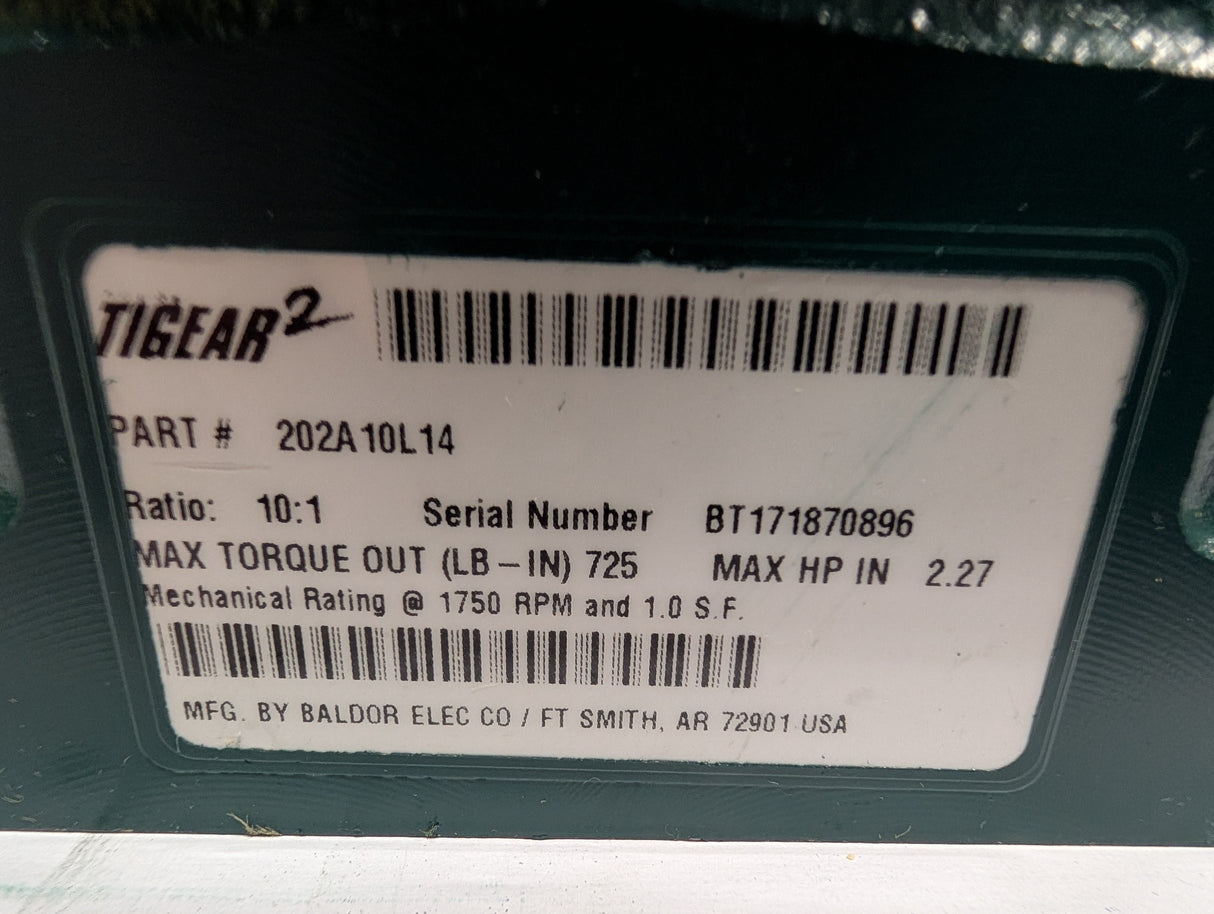 TIGEAR2
PART # 202A10L14
Ratio: 10:1 Serial Number BT171870896
MAX TORQUE OUT (LB-IN) 725 MAX HP IN 2.27
Mechanical Rating @ 1750 RPM and 1.0 S.F.
MFG. BY BALDOR ELEC CO / FT SMITH, AR 72901 USA